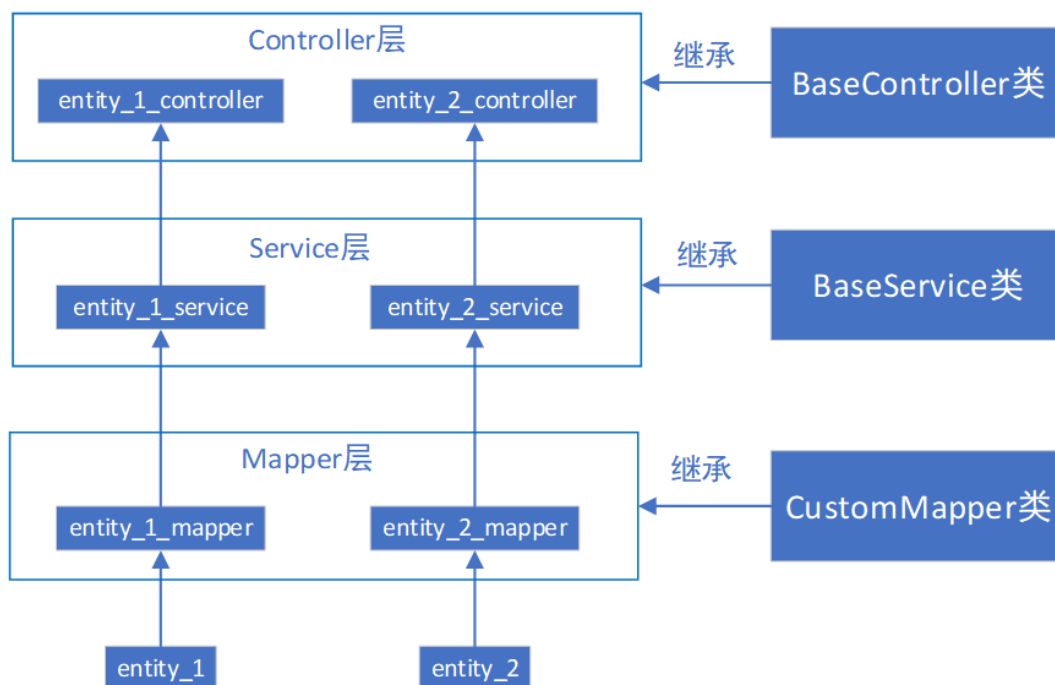 Controller层
继承
BaseController类
entity_1_controller
entity_2_controller
Service层
继承
BaseService类
entity_1_service
entity_2_service
Mapper层
继承
CustomMapper类
entity_1_mapper
entity_2_mapper
entity_1
entity_2